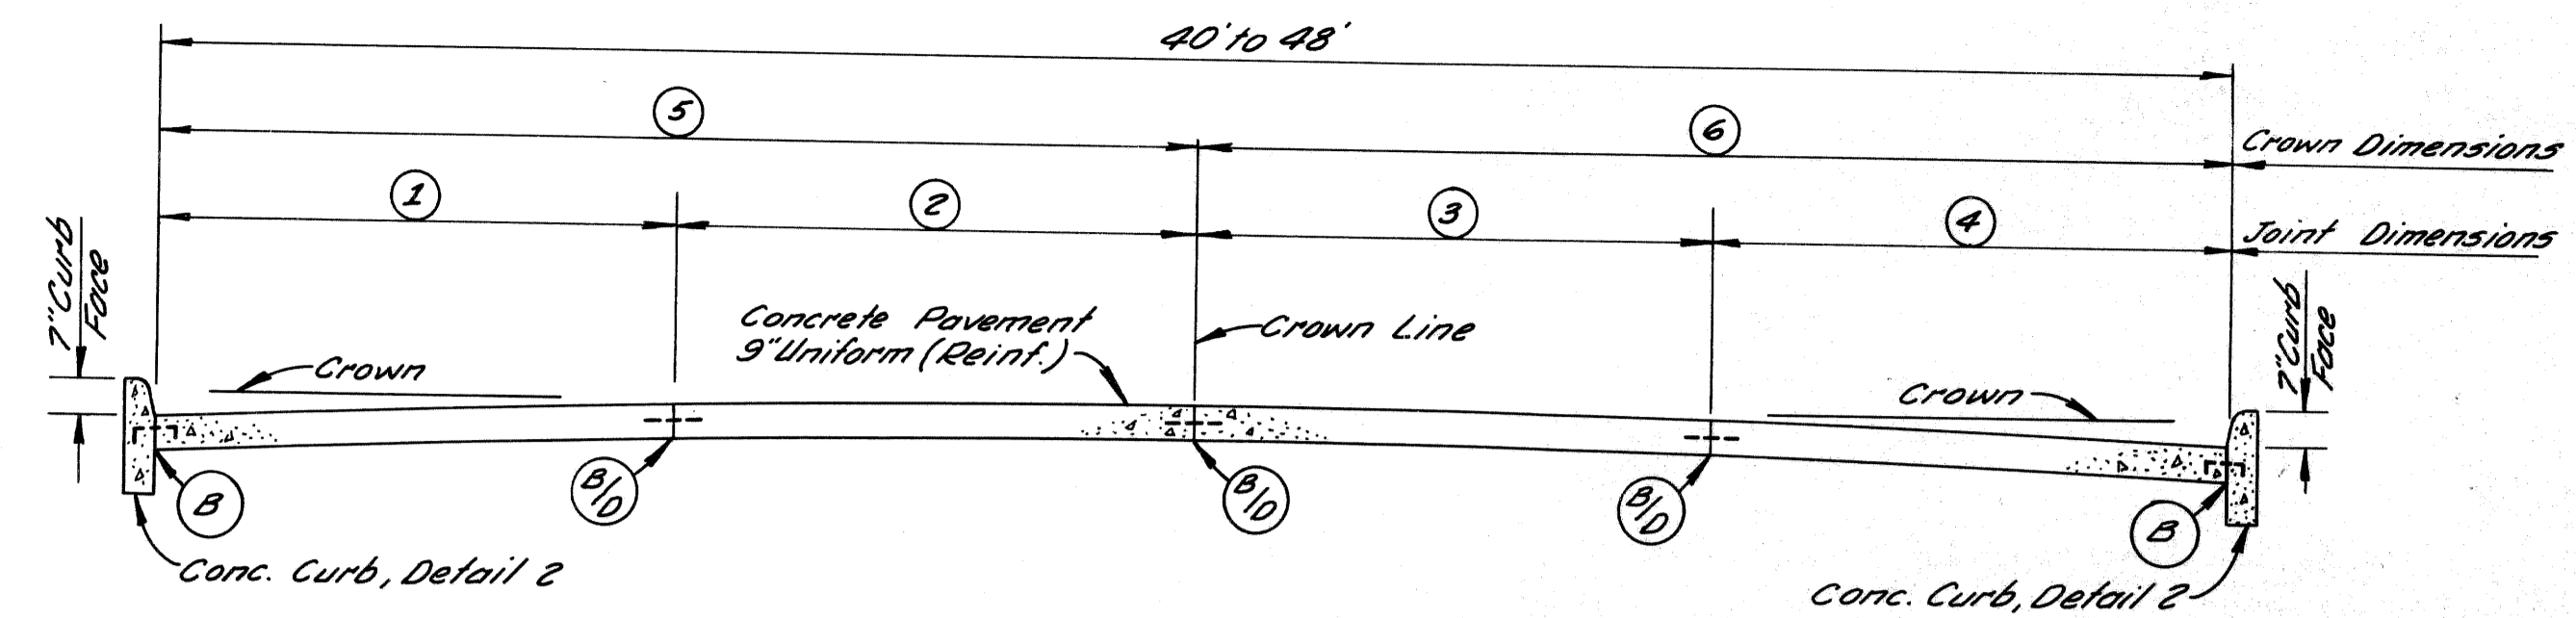 40' to 48'
5
6
Crown Dimensions
1
2
3
4
Joint Dimensions
7" Curb
Face
Concrete Pavement
9" Uniform (Reinf.)
Crown Line
7" Curb
Face
Crown
Crown
B
B/D
B/D
B/D
B
Conc. Curb, Detail 2
Conc. Curb, Detail 2